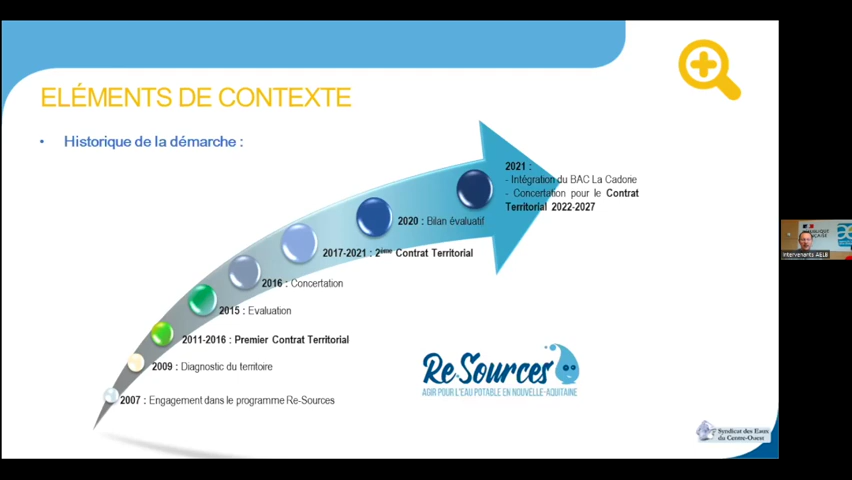 ELÉMENTS DE CONTEXTE
• Historique de la démarche :
2021 :
- Intégration du BAC La Cadorie
- Concertation pour le Contrat
Territorial 2022-2027
2020 : Bilan évaluatif
2017-2021 : 2ème Contrat Territorial
2016 : Concertation
2015 : Evaluation
2011-2016 : Premier Contrat Territorial
2009 : Diagnostic du territoire
2007 : Engagement dans le programme Re-Sources
Re-Sources
AGIR POUR L'EAU POTABLE EN NOUVELLE-AQUITAINE
Syndicat des Eaux
du Centre-Ouest
RÉPUBLIQUE
FRANÇAISE
Intervenants AELB